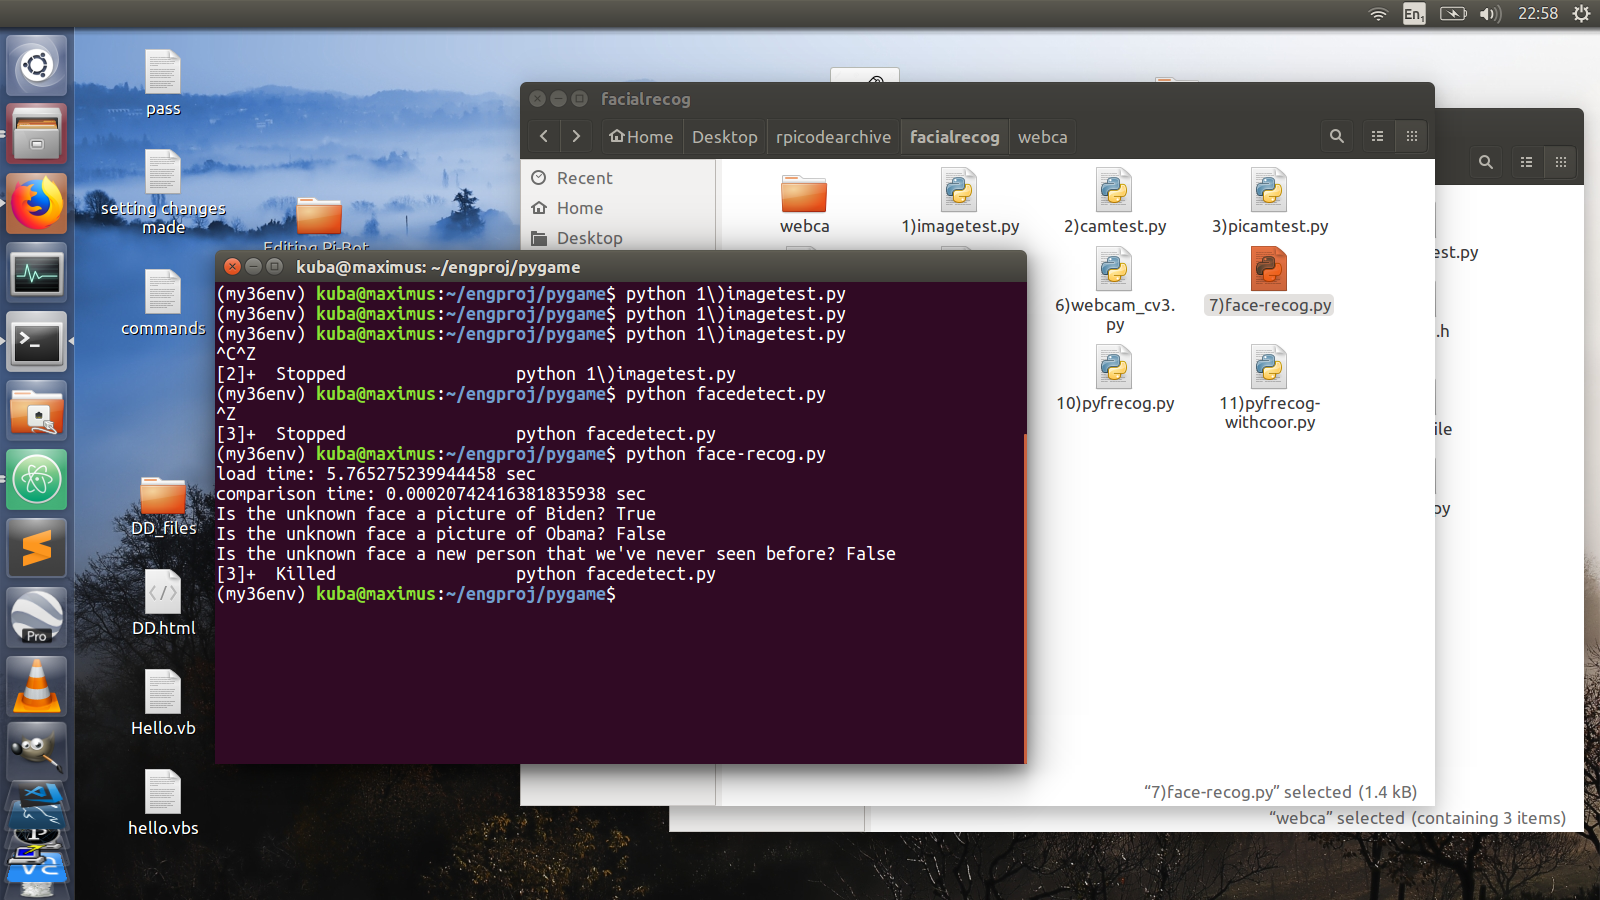 En1
22:58
pass
setting changes
made
commands
Editing Pi-Bot
DD_files
DD.html
Hello.vb
hello.vbs
Pro
facialrecog
Home
Desktop
rpicodearchive
facialrecog
webca
Recent
Home
Desktop
webca
1)imagetest.py
2)camtest.py
3)picamtest.py
6)webcam_cv3.
py
7)face-recog.py
10)pyfrecog.py
11)pyfrecog-
withcoor.py
"7)face-recog.py" selected (1.4 kB)
est.py
.h
ile
oy
"webca" selected (containing 3 items)
kuba@maximus: ~/engproj/pygame
(my36env) kuba@maximus:~/engproj/pygame$ python 1\)imagetest.py
(my36env) kuba@maximus:~/engproj/pygame$ python 1\)imagetest.py
(my36env) kuba@maximus:~/engproj/pygame$ python 1\)imagetest.py
^C^Z
[2]+  Stopped                 python 1\)imagetest.py
(my36env) kuba@maximus:~/engproj/pygame$ python facedetect.py
^Z
[3]+  Stopped                 python facedetect.py
(my36env) kuba@maximus:~/engproj/pygame$ python face-recog.py
load time: 5.765275239944458 sec
comparison time: 0.00020742416381835938 sec
Is the unknown face a picture of Biden? True
Is the unknown face a picture of Obama? False
Is the unknown face a new person that we've never seen before? False
[3]+  Killed                  python facedetect.py
(my36env) kuba@maximus:~/engproj/pygame$